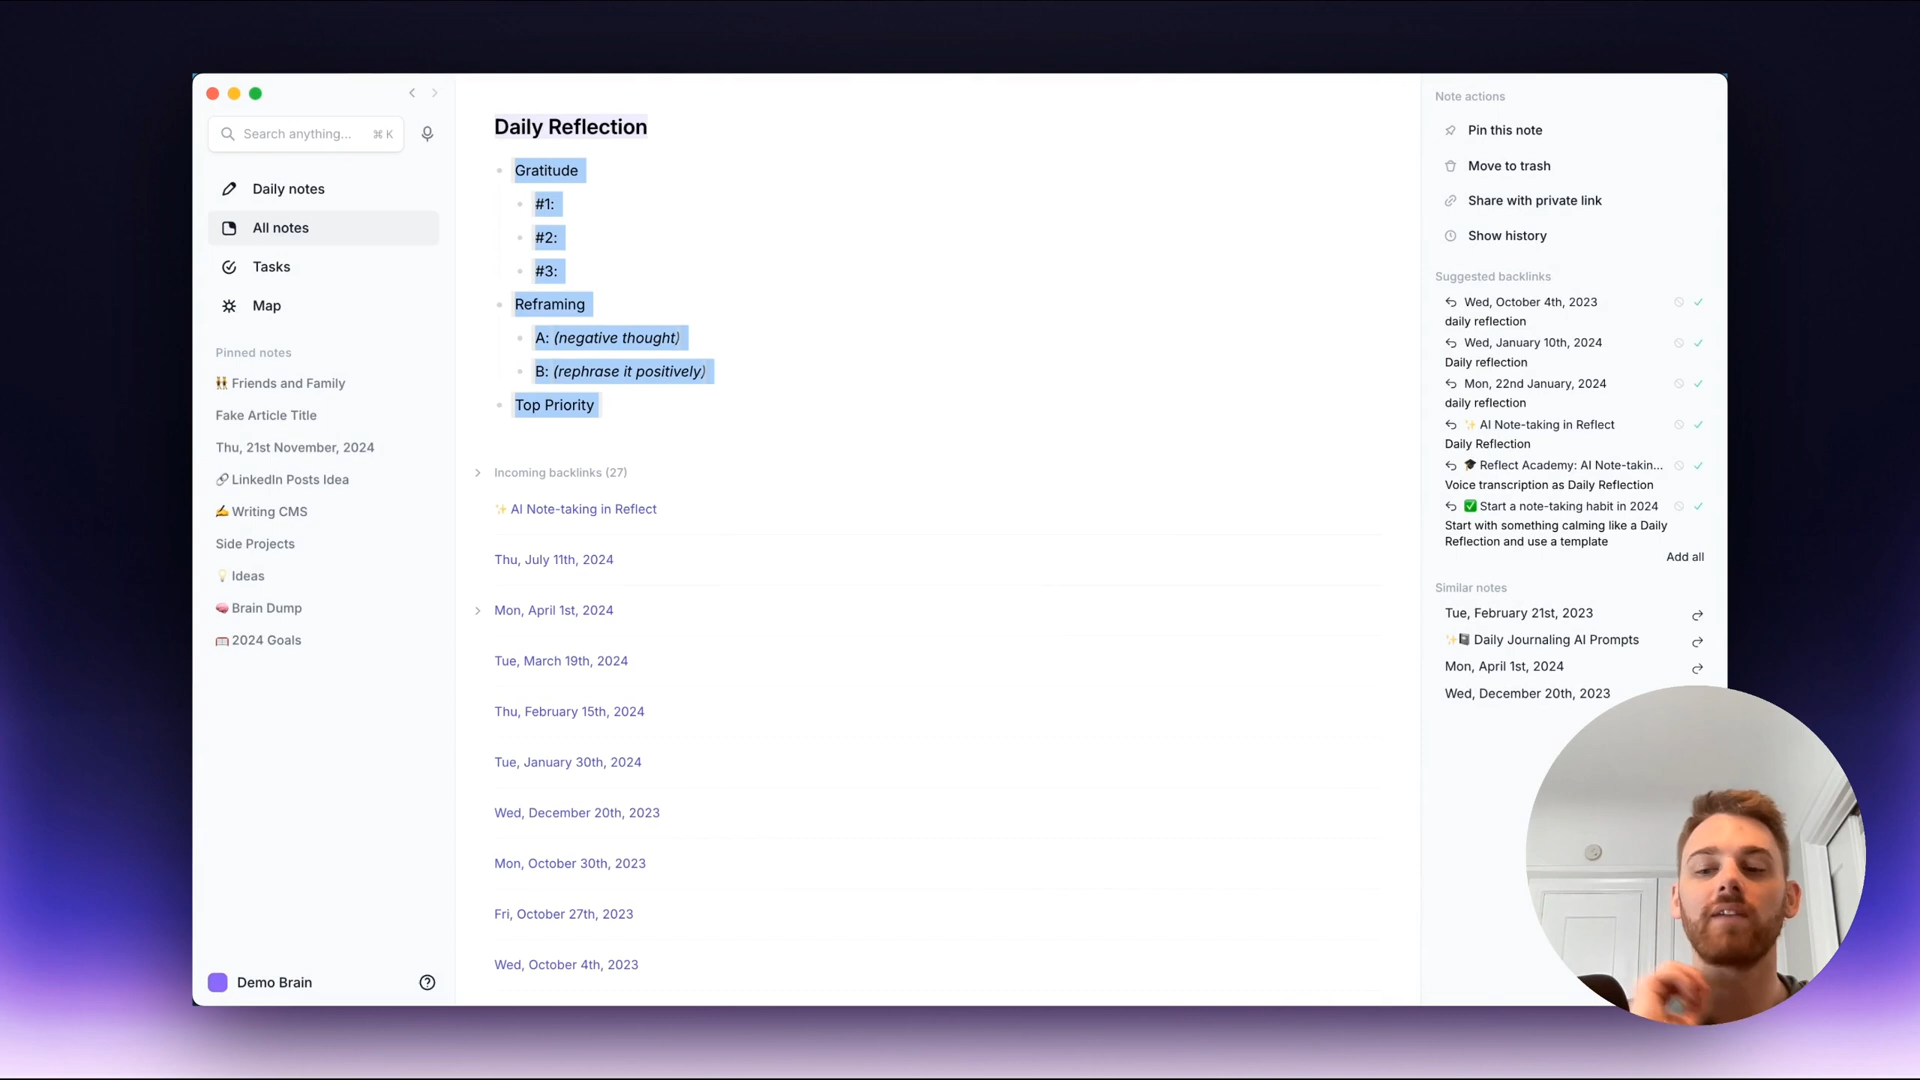 Search anything... ⌘ K
Daily notes
All notes
Tasks
Map
Pinned notes
Friends and Family
Fake Article Title
Thu, 21st November, 2024
LinkedIn Posts Idea
Writing CMS
Side Projects
Ideas
Brain Dump
2024 Goals
Demo Brain
Daily Reflection
Gratitude
#1:
#2:
#3:
Reframing
A: (negative thought)
B: (rephrase it positively)
Top Priority
Incoming backlinks (27)
AI Note-taking in Reflect
Thu, July 11th, 2024
Mon, April 1st, 2024
Tue, March 19th, 2024
Thu, February 15th, 2024
Tue, January 30th, 2024
Wed, December 20th, 2023
Mon, October 30th, 2023
Fri, October 27th, 2023
Wed, October 4th, 2023
Note actions
Pin this note
Move to trash
Share with private link
Show history
Suggested backlinks
Wed, October 4th, 2023
daily reflection
Wed, January 10th, 2024
Daily reflection
Mon, 22nd January, 2024
daily reflection
AI Note-taking in Reflect
Daily Reflection
Reflect Academy: AI Note-takin...
Voice transcription as Daily Reflection
Start a note-taking habit in 2024
Start with something calming like a Daily
Reflection and use a template
Add all
Similar notes
Tue, February 21st, 2023
Daily Journaling AI Prompts
Mon, April 1st, 2024
Wed, December 20th, 2023